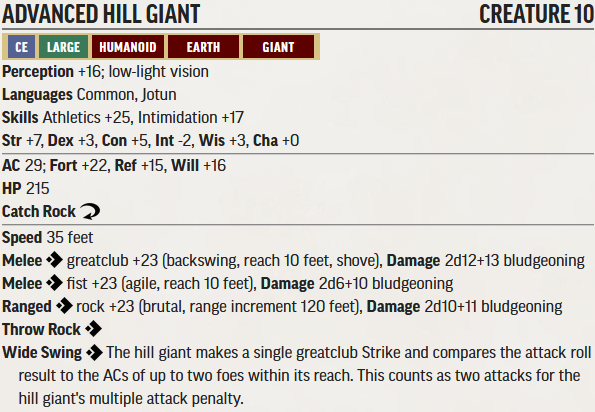 ADVANCED HILL GIANT CREATURE 10
CE LARGE HUMANOID EARTH GIANT
Perception +16; low-light vision
Languages Common, Jotun
Skills Athletics +25, Intimidation +17
Str +7, Dex +3, Con +5, Int -2, Wis +3, Cha +0
AC 29; Fort +22, Ref +15, Will +16
HP 215
Catch Rock
Speed 35 feet
Melee greatclub +23 (backswing, reach 10 feet, shove), Damage 2d12+13 bludgeoning
Melee fist +23 (agile, reach 10 feet), Damage 2d6+10 bludgeoning
Ranged rock +23 (brutal, range increment 120 feet), Damage 2d10+11 bludgeoning
Throw Rock
Wide Swing The hill giant makes a single greatclub Strike and compares the attack roll
result to the ACs of up to two foes within its reach. This counts as two attacks for the
hill giant's multiple attack penalty.